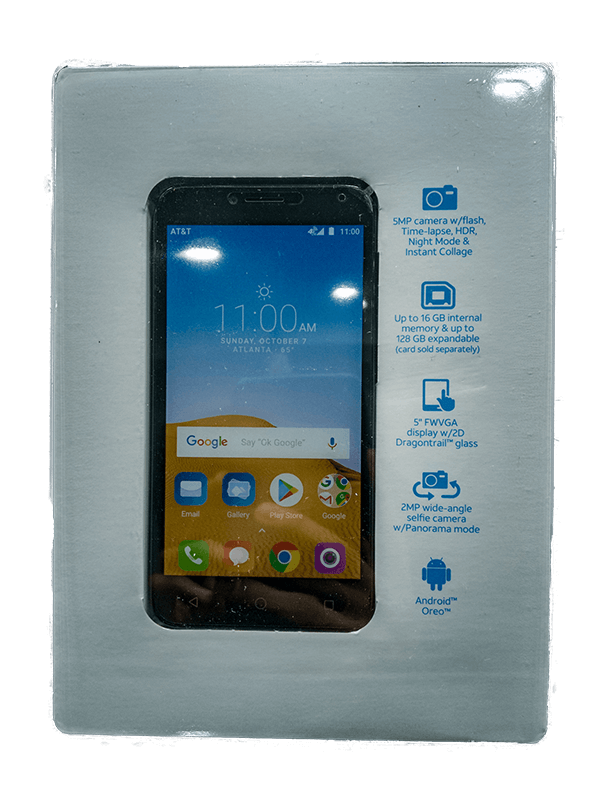 AT&T
4G
11:00
11:00 AM
SUNDAY, OCTOBER 7
ATLANTA - 85°
Google Say "Ok Google"
Email Gallery Play Store Google
5MP camera w/flash,
Time-lapse, HDR,
Night Mode &
Instant Collage
Up to 16 GB internal
memory & up to
128 GB expandable
(card sold separately)
5" FWVGA
display w/2D
Dragontrail™ glass
2MP wide-angle
selfie camera
w/Panorama mode
Android™
Oreo™